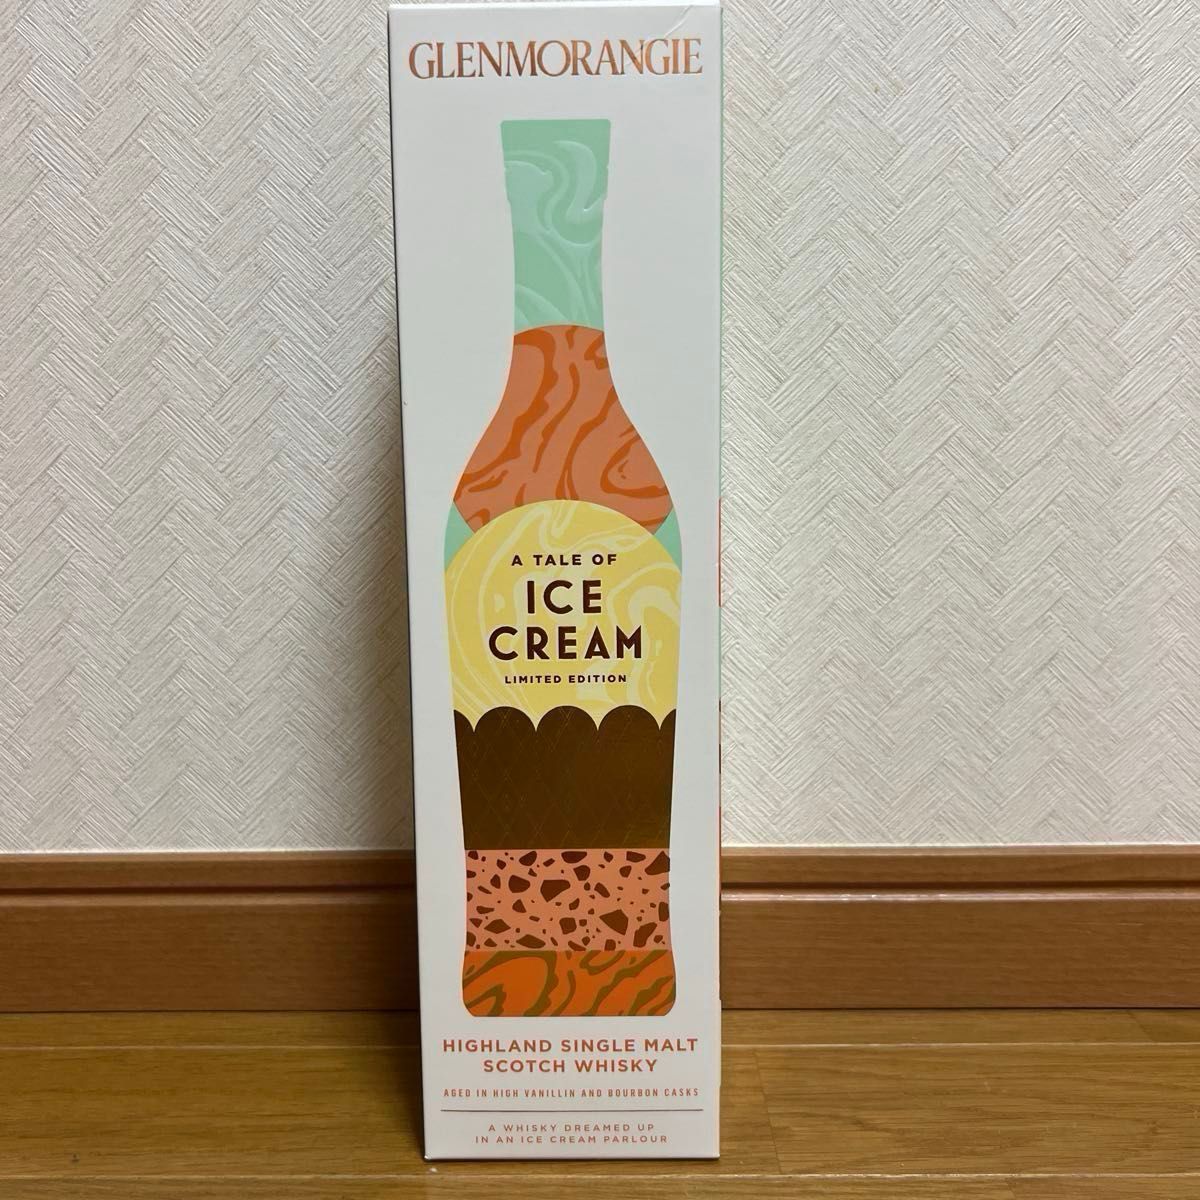 GLENMORANGIE
A TALE OF
ICE
CREAM
LIMITED EDITION
HIGHLAND SINGLE MALT
SCOTCH WHISKY
AGED IN HIGH VANILLIN AND BOURBON CASKS
A WHISKY DREAMED UP
IN AN ICE CREAM PARLOUR